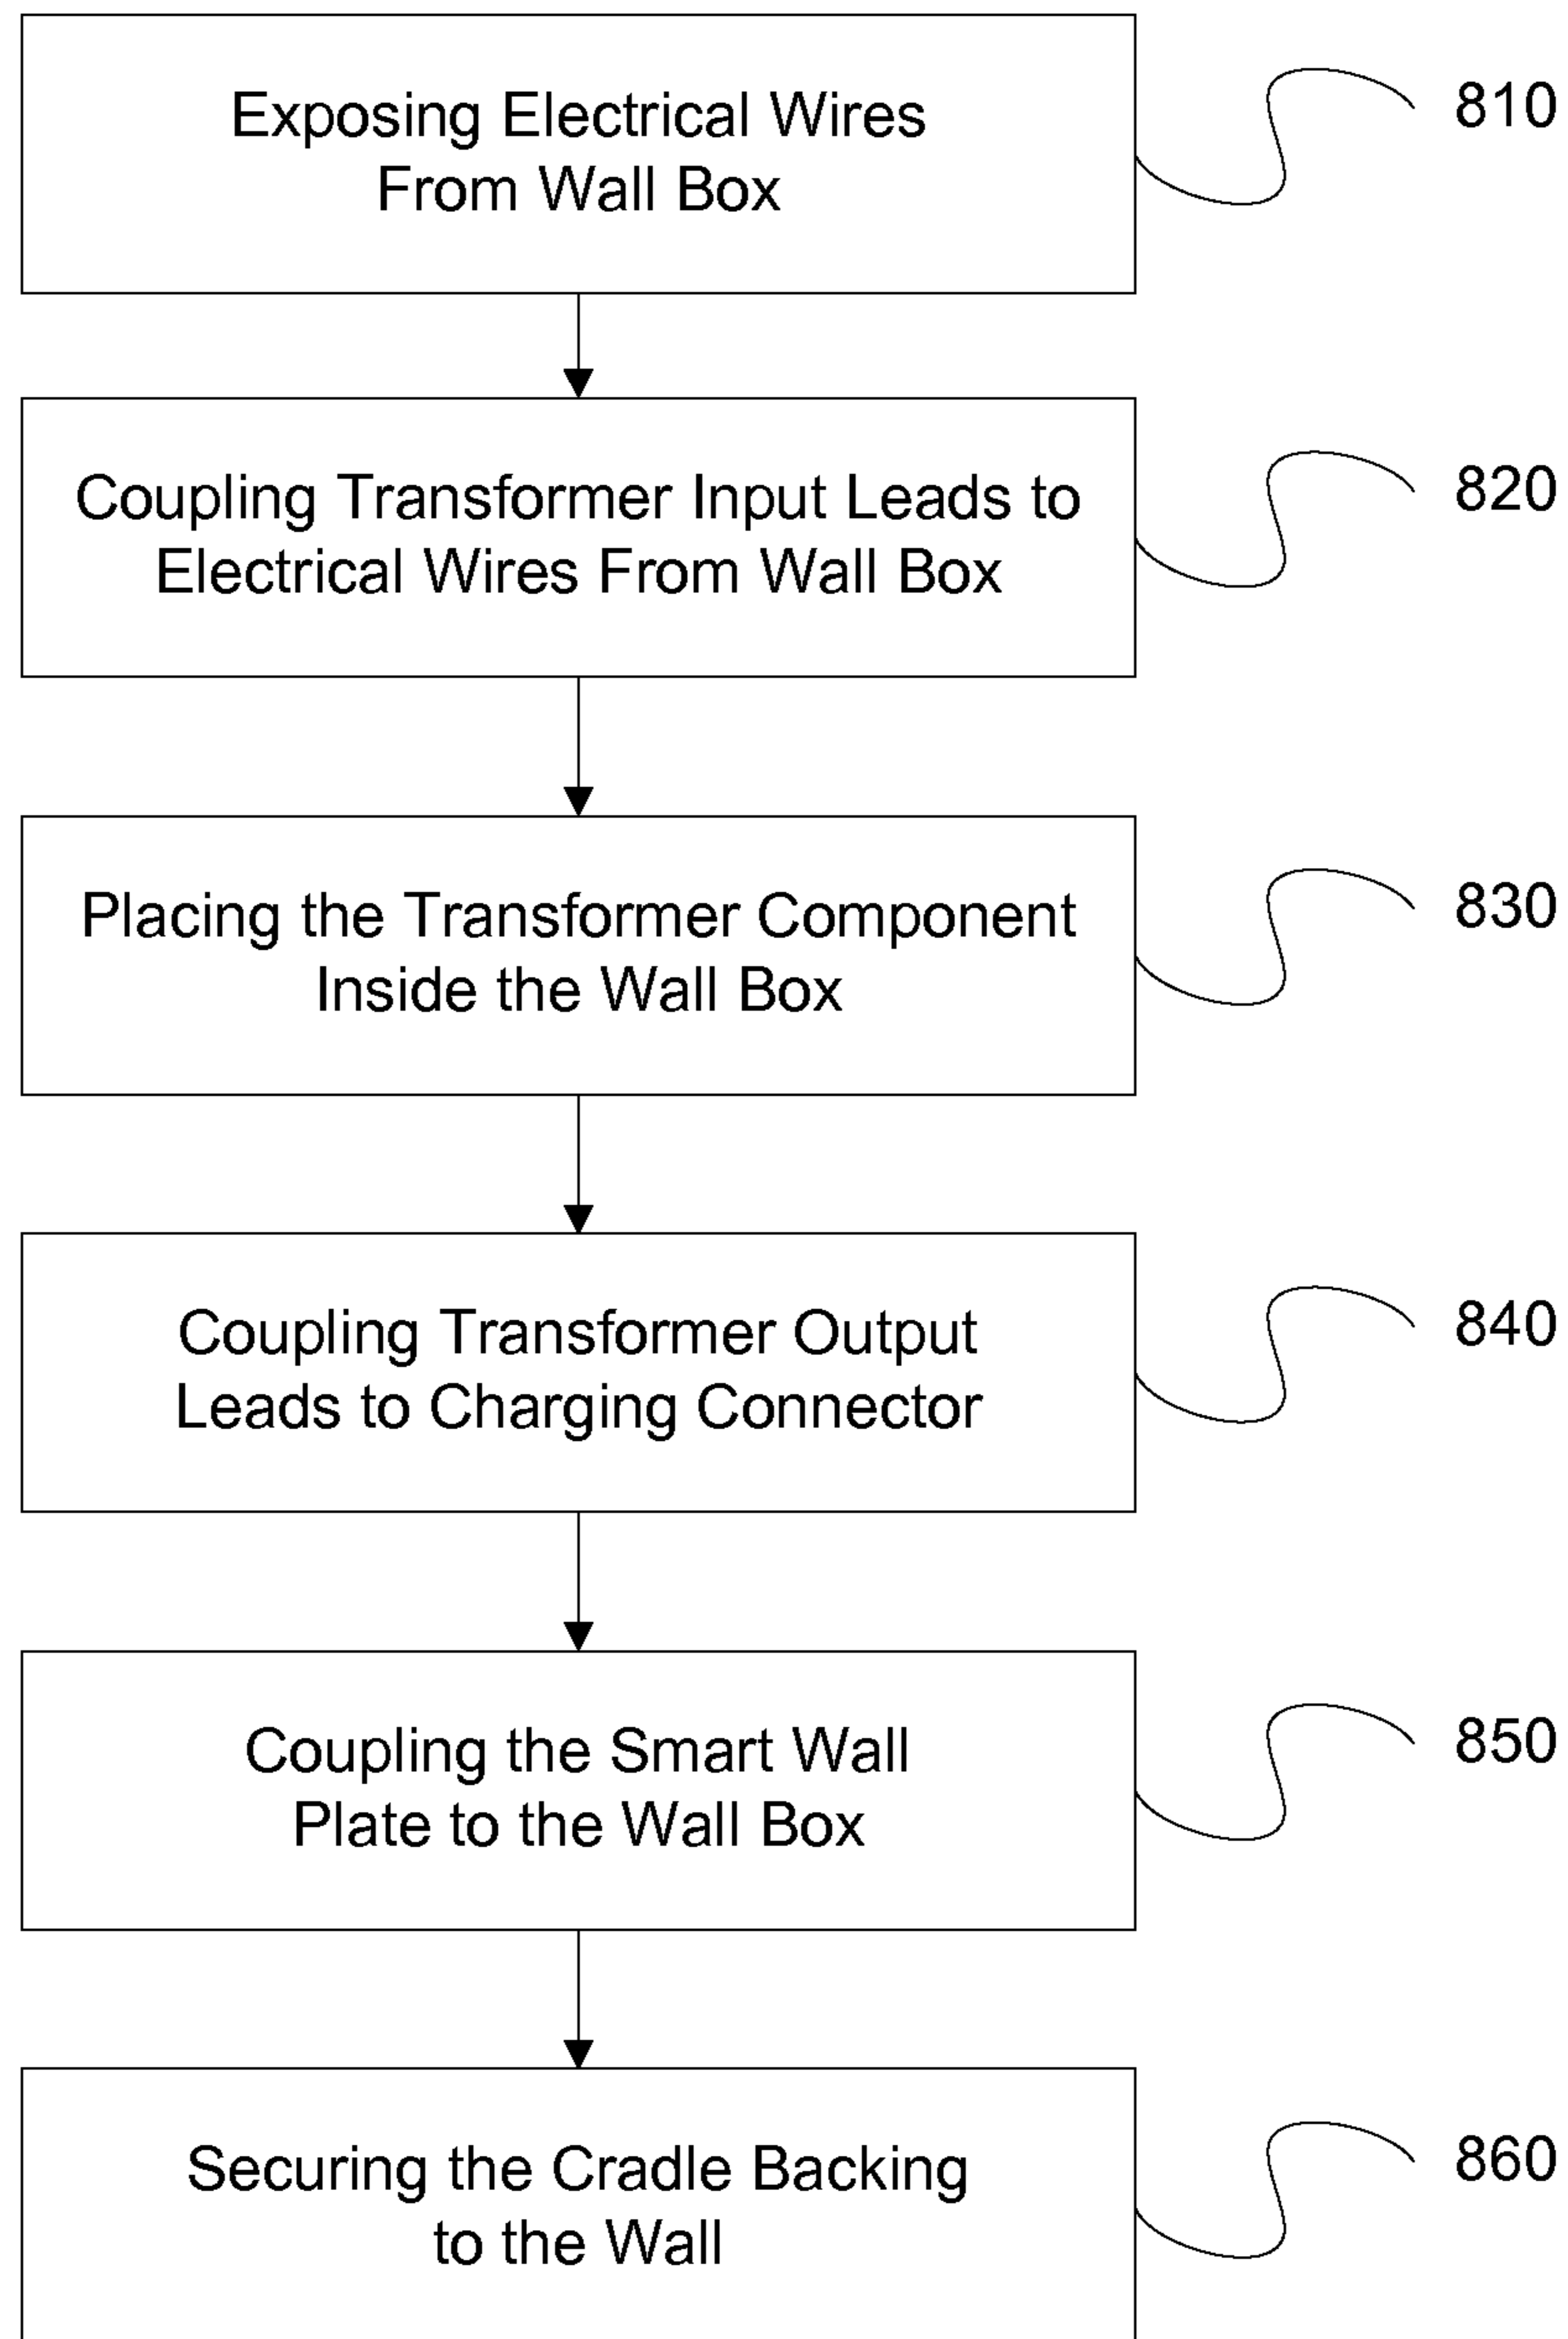 Exposing Electrical Wires
From Wall Box
810
Coupling Transformer Input Leads to
Electrical Wires From Wall Box
820
Placing the Transformer Component
Inside the Wall Box
830
Coupling Transformer Output
Leads to Charging Connector
840
Coupling the Smart Wall
Plate to the Wall Box
850
Securing the Cradle Backing
to the Wall
860